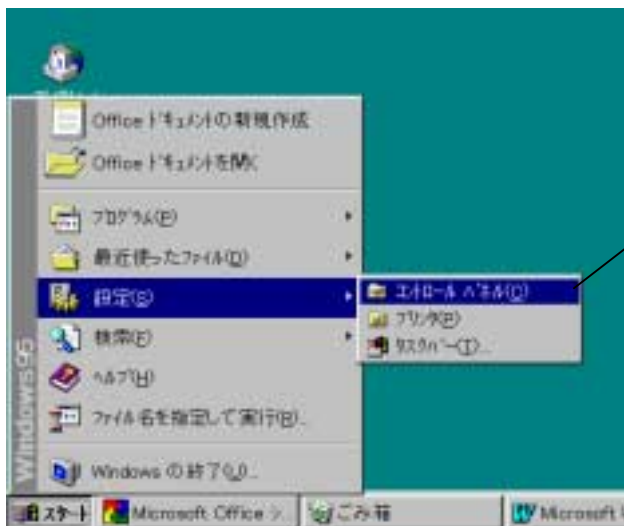 Office ﾄﾞｷｭﾒﾝﾄの新規作成
Office ﾄﾞｷｭﾒﾝﾄを開く
ﾌﾟﾛｸﾞﾗﾑ(P)
最近使ったﾌｧｲﾙ(D)
設定(S)
ｺﾝﾄﾛｰﾙ ﾊﾟﾈﾙ(C)
ﾌﾟﾘﾝﾀ(P)
ﾀｽｸﾊﾞｰ(T)...
検索(F)
ﾍﾙﾌﾟ(H)
ﾌｧｲﾙ名を指定して実行(R)...
Windows の終了(U)...
Windows95
ｽﾀｰﾄ
Microsoft Office ｼ...
ごみ箱
Microsoft